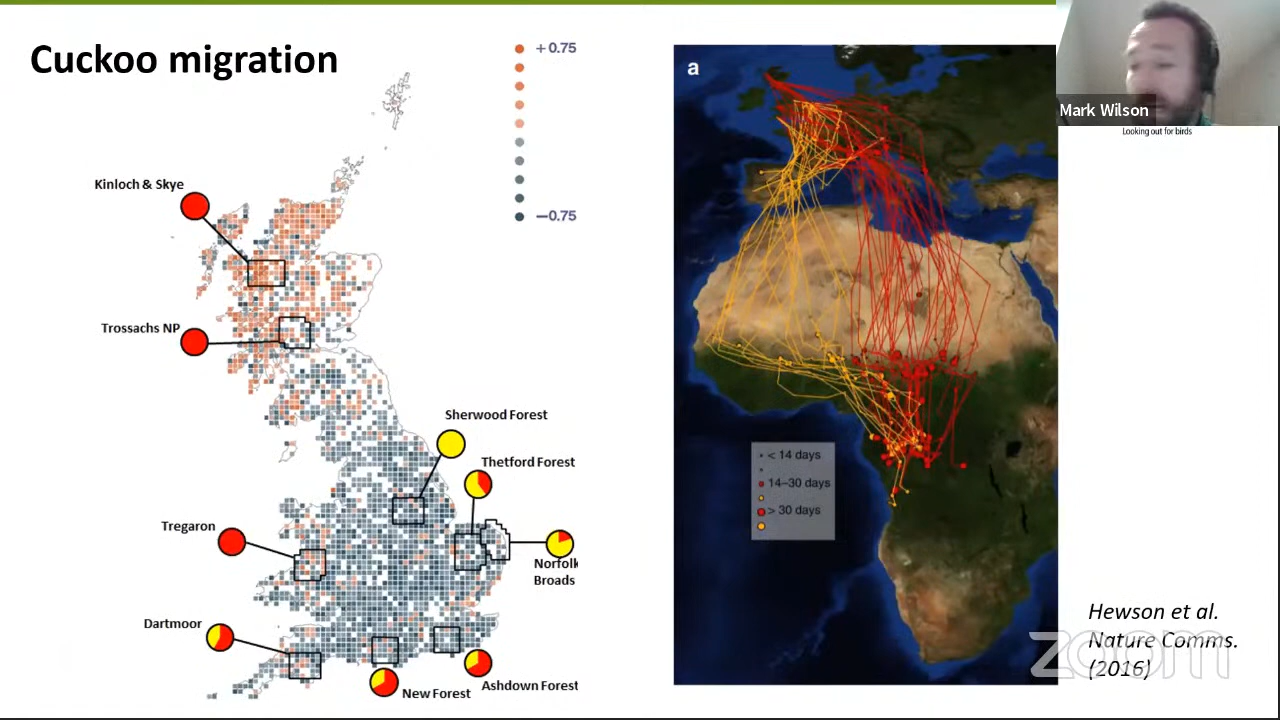 Cuckoo migration
+ 0.75
−0.75
Kinloch & Skye
Trossachs NP
Sherwood Forest
Thetford Forest
Tregaron
Norfolk
Broads
Dartmoor
New Forest
Ashdown Forest
a
< 14 days
14–30 days
> 30 days
Mark Wilson
Looking out for birds
Hewson et al.
Nature Comms.
(2016)
zoom